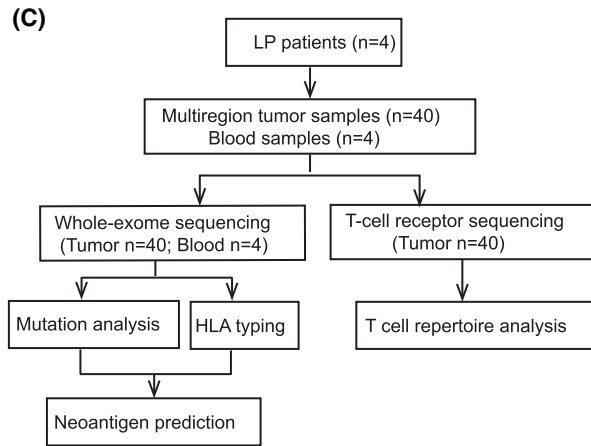 (C)
LP patients (n=4)
Multiregion tumor samples (n=40)
Blood samples (n=4)
Whole-exome sequencing
(Tumor n=40; Blood n=4)
T-cell receptor sequencing
(Tumor n=40)
Mutation analysis
HLA typing
T cell repertoire analysis
Neoantigen prediction